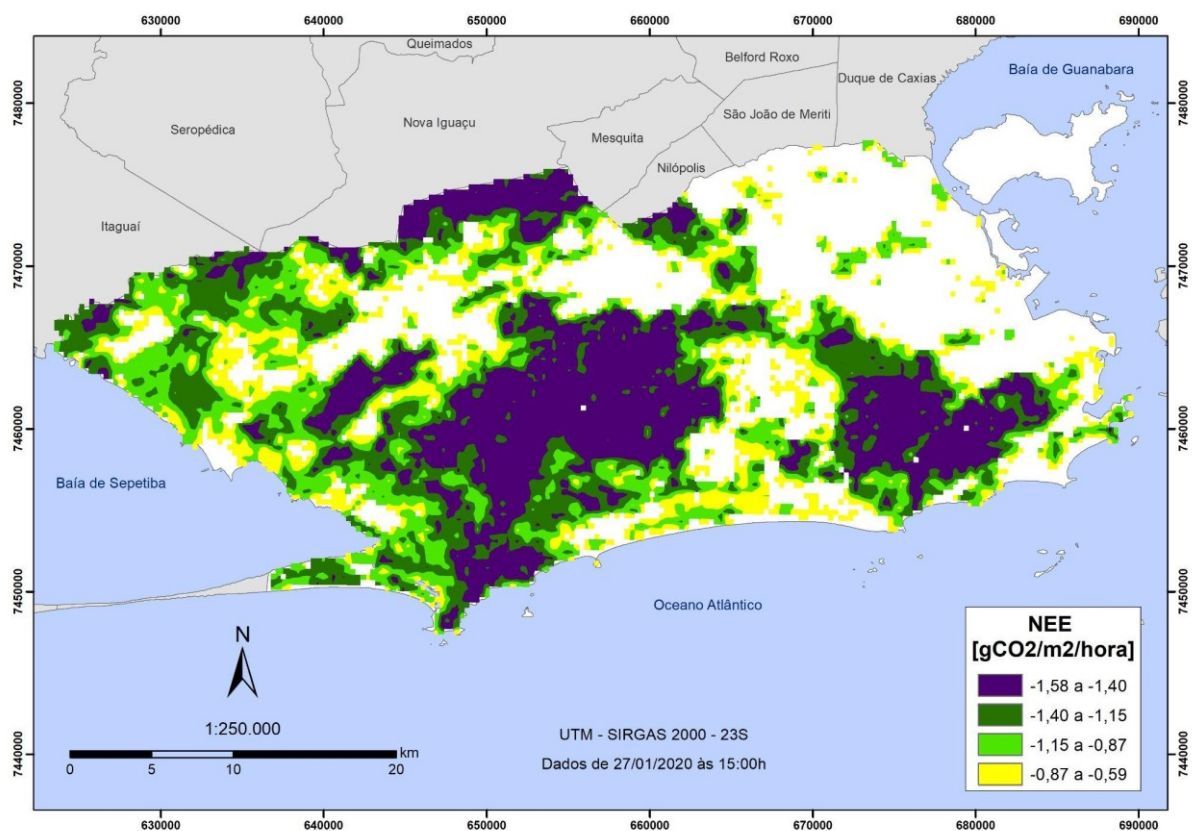 630000
640000
650000
660000
670000
680000
690000
Queimados
Belford Roxo
Duque de Caxias
Baía de Guanabara
7480000
7480000
Seropédica
Nova Iguaçu
São João de Meriti
Mesquita
Nilópolis
Itaguaí
7470000
7470000
7460000
7460000
Baía de Sepetiba
7450000
7450000
Oceano Atlântico
NEE
[gCO2/m2/hora]
-1,58 a -1,40
-1,40 a -1,15
-1,15 a -0,87
-0,87 a -0,59
N
1:250.000
km
0
5
10
20
UTM - SIRGAS 2000 - 23S
Dados de 27/01/2020 às 15:00h
7440000
7440000
630000
640000
650000
660000
670000
680000
690000